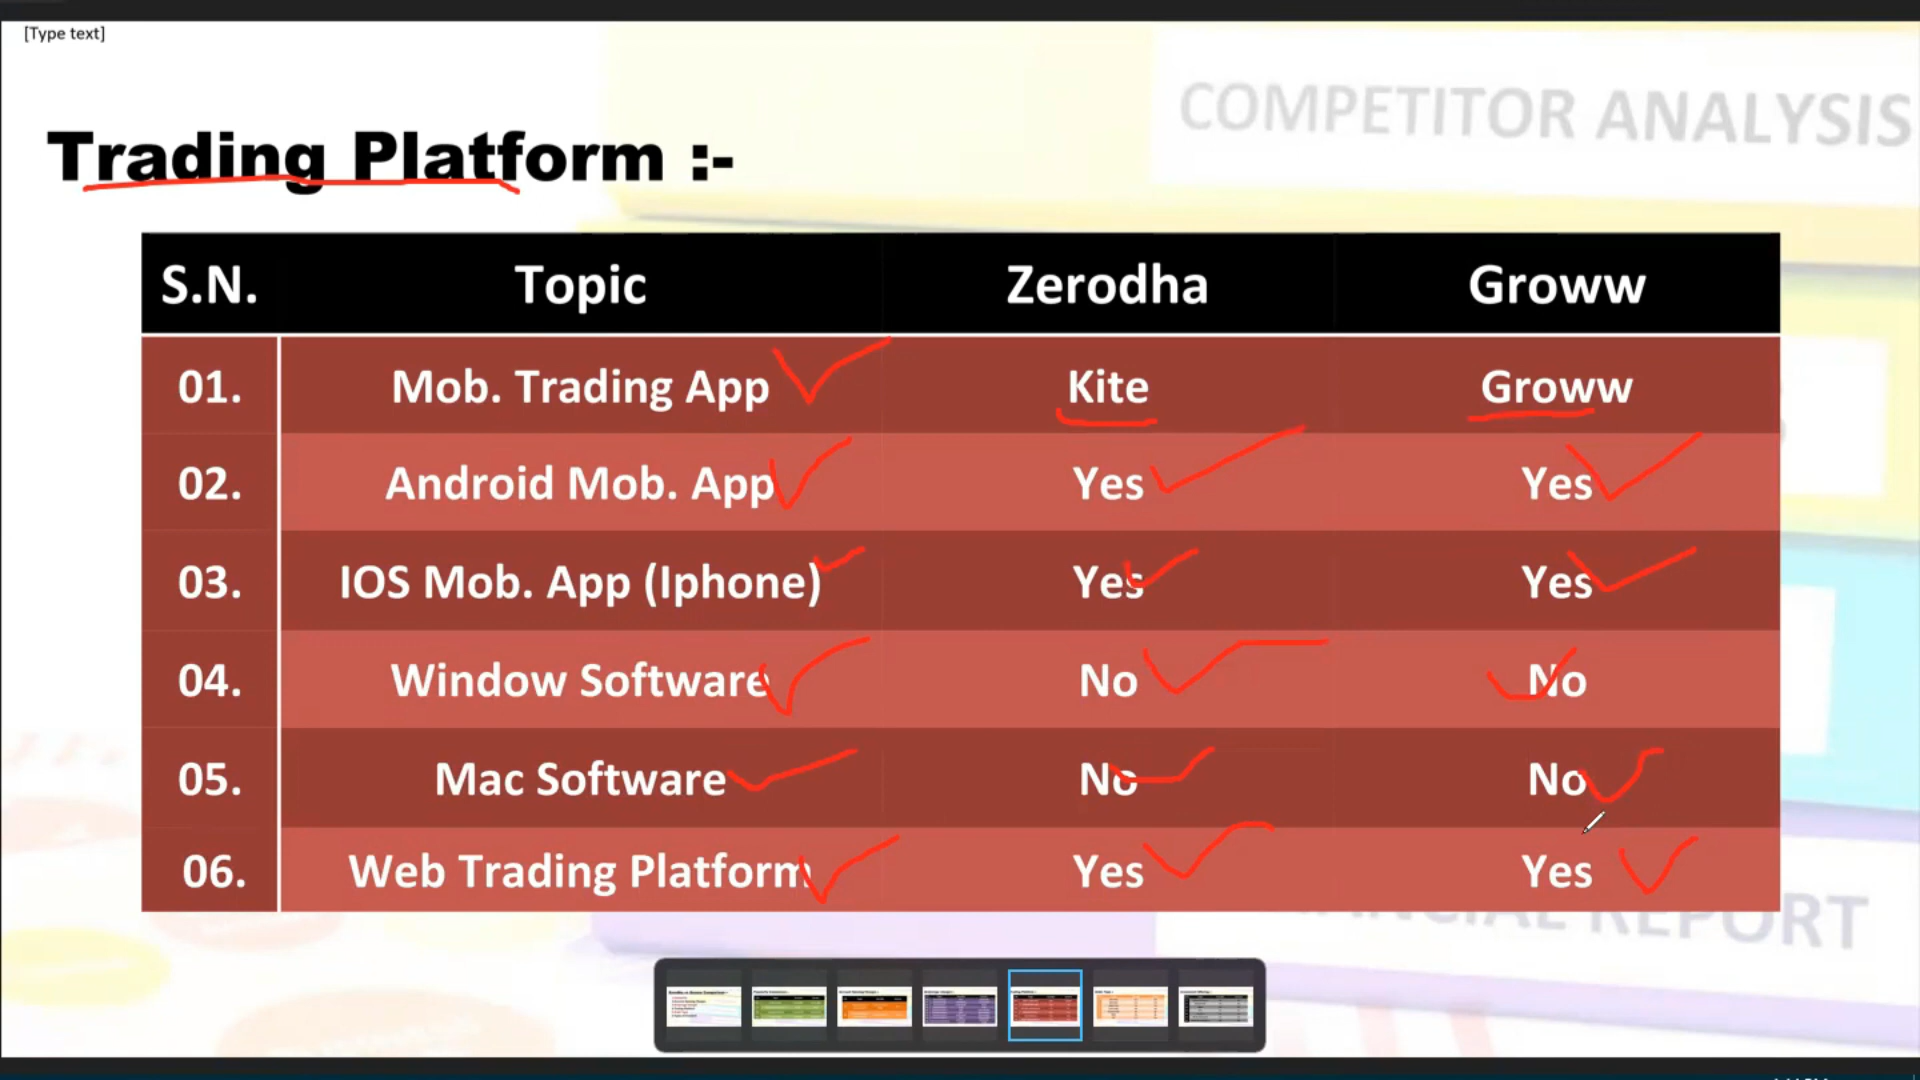 [Type text]
COMPETITOR ANALYSIS
Trading Platform :-
S.N. Topic Zerodha Groww
01. Mob. Trading App Kite Groww
02. Android Mob. App Yes Yes
03. IOS Mob. App (Iphone) Yes Yes
04. Window Software No No
05. Mac Software No No
06. Web Trading Platform Yes Yes
REPORT